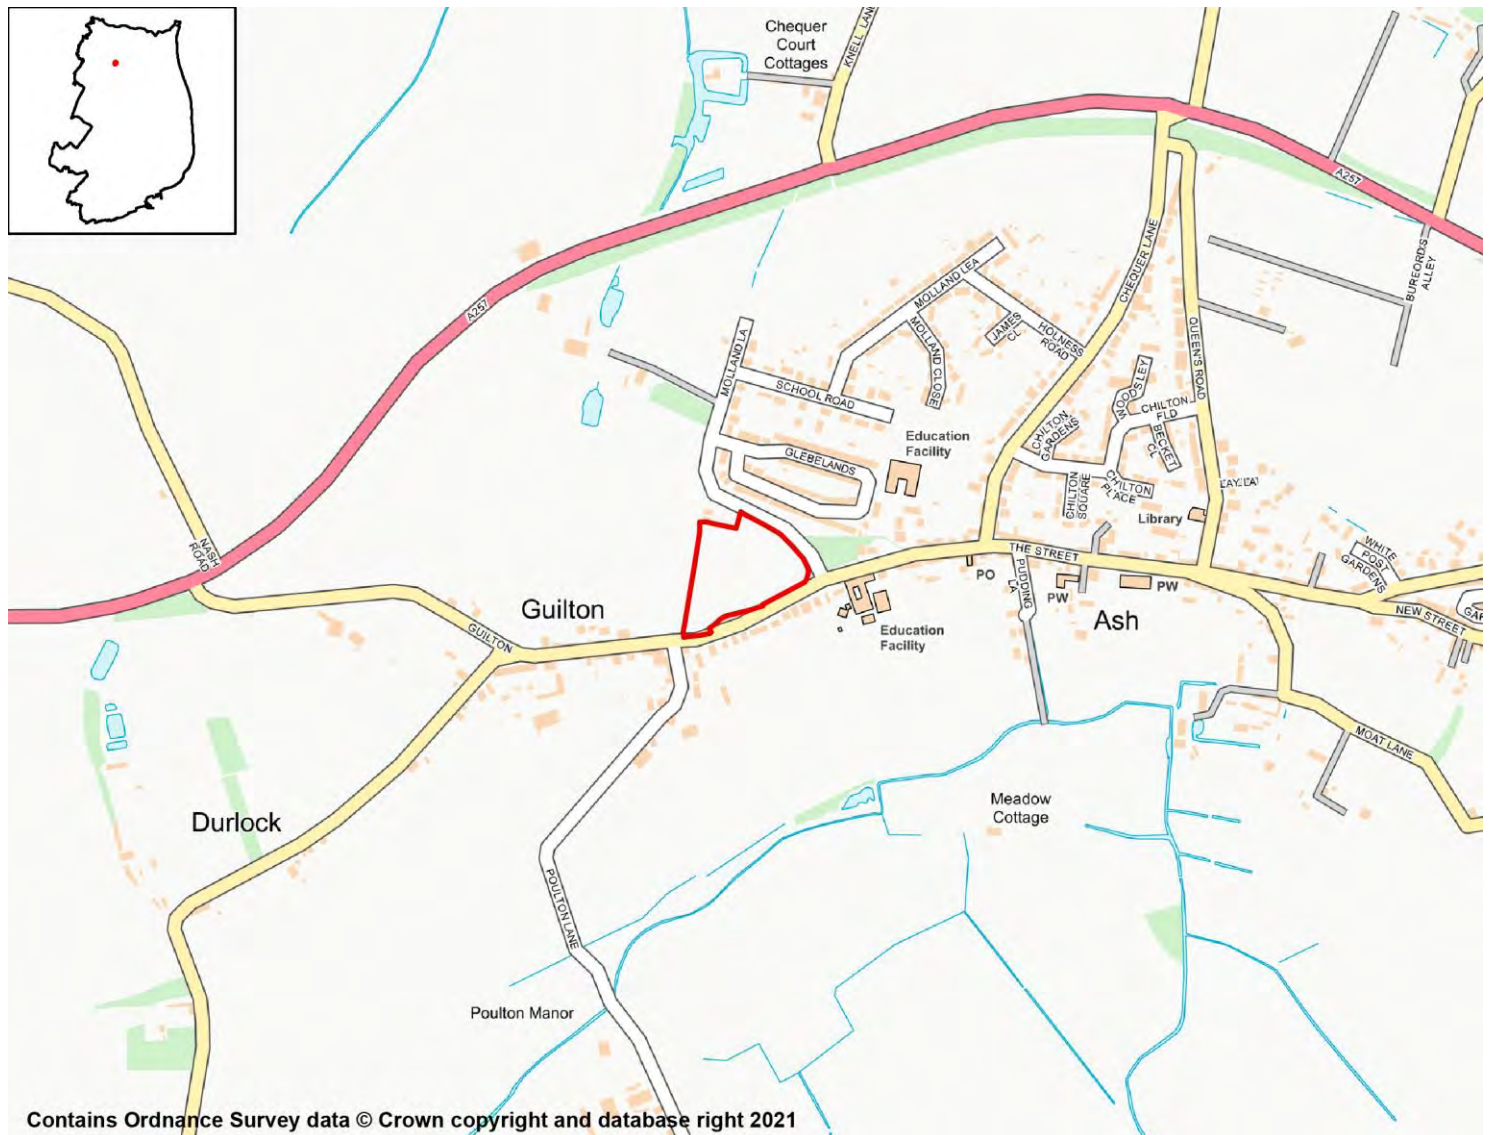 Chequer
Court
Cottages
KNELL LANE
A257
BURFORD'S
ALLEY
CHEQUER LANE
MOLLAND LEA
HOLNESS
ROAD
JAMES
CL
MOLLAND CLOSE
QUEEN'S ROAD
A257
MOLLAND LA
SCHOOL ROAD
WOODSLEY
CHILTON
FLD
BECKET
CL
CHILTON
GARDENS
Education
Facility
GLEBELANDS
CHILTON
PLACE
CHILTON
SQUARE
Library
NASH
ROAD
THE STREET
WHITE
POST
GARDENS
PO
PUDDING
LA
PW
PW
Guilton
Ash
NEW STREET
GUILTON
Education
Facility
MOAT LANE
Durlock
Meadow
Cottage
POULTON LANE
Poulton Manor
Contains Ordnance Survey data © Crown copyright and database right 2021